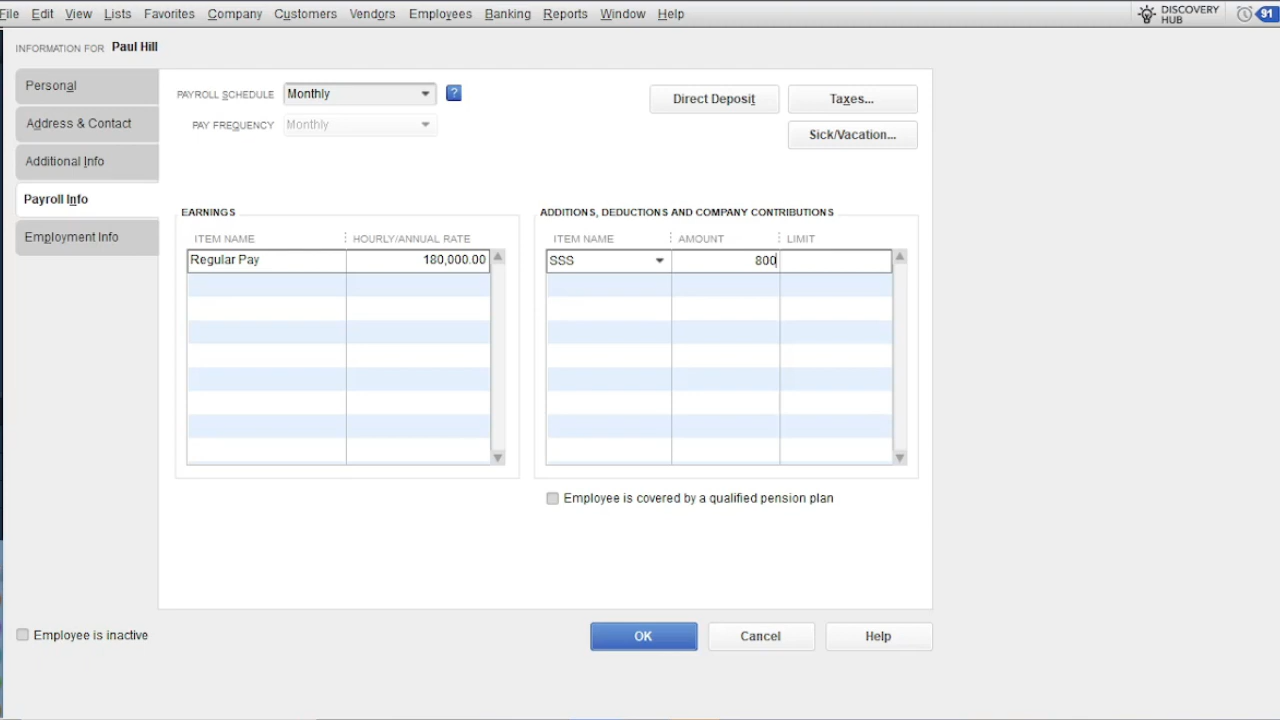 File Edit View Lists Favorites Company Customers Vendors Employees Banking Reports Window Help DISCOVERY HUB 91
INFORMATION FOR Paul Hill
Personal
Address & Contact
Additional Info
Payroll Info
Employment Info
PAYROLL SCHEDULE Monthly ?
PAY FREQUENCY Monthly
Direct Deposit Taxes...
Sick/Vacation...
EARNINGS
ITEM NAME HOURLY/ANNUAL RATE
Regular Pay 180,000.00
ADDITIONS, DEDUCTIONS AND COMPANY CONTRIBUTIONS
ITEM NAME AMOUNT LIMIT
SSS 800
Employee is covered by a qualified pension plan
Employee is inactive
OK Cancel Help